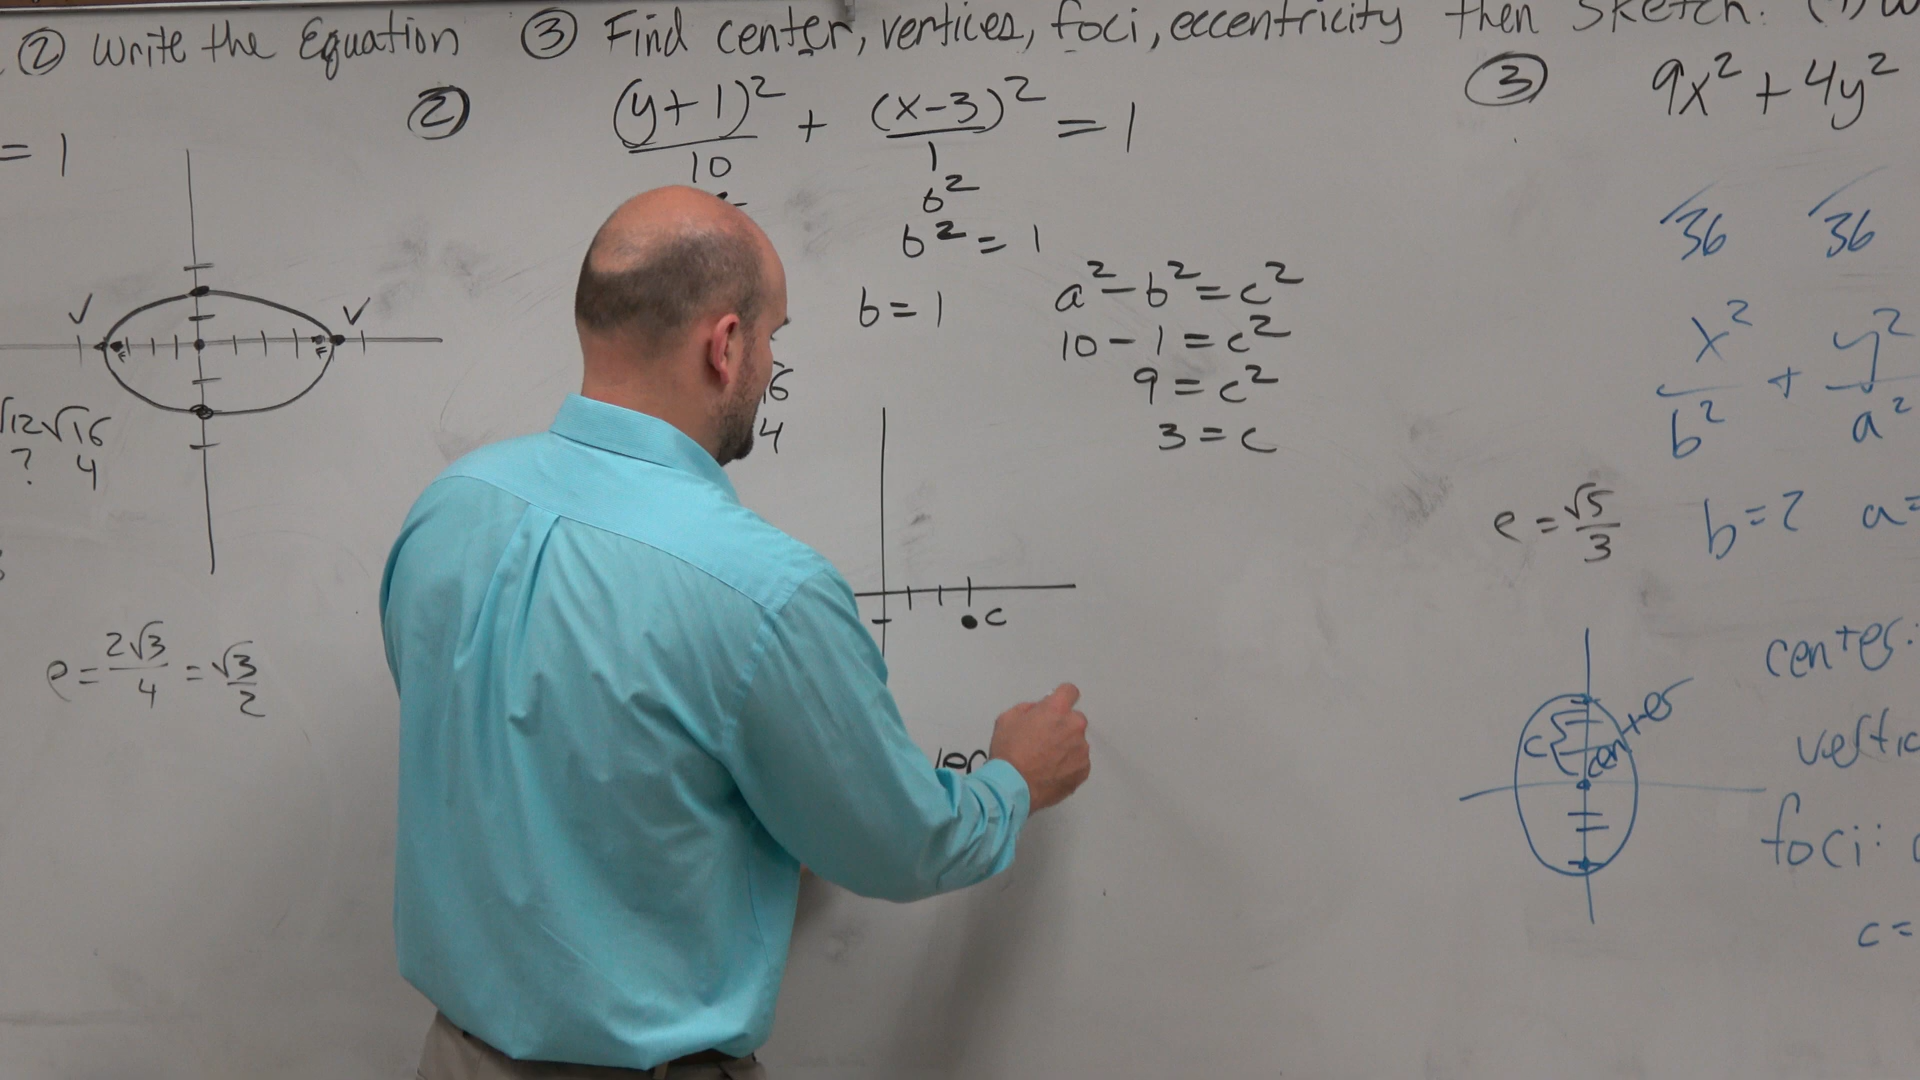 ② Write the Equation ③ Find center, vertices, foci, eccentricity then sketch.
= 1
√12 √16
? 4
e = 2√3/4 = √3/2
②
(y+1)²/10 + (x-3)²/1 = 1
b²
b² = 1
b = 1
a² - b² = c²
10 - 1 = c²
9 = c²
3 = c
16
4
c
ver
③ 9x² + 4y²
/36 /36
x²/b² + y²/a²
e = √5/3 b = 2 a =
c center
center:
foci:
c =